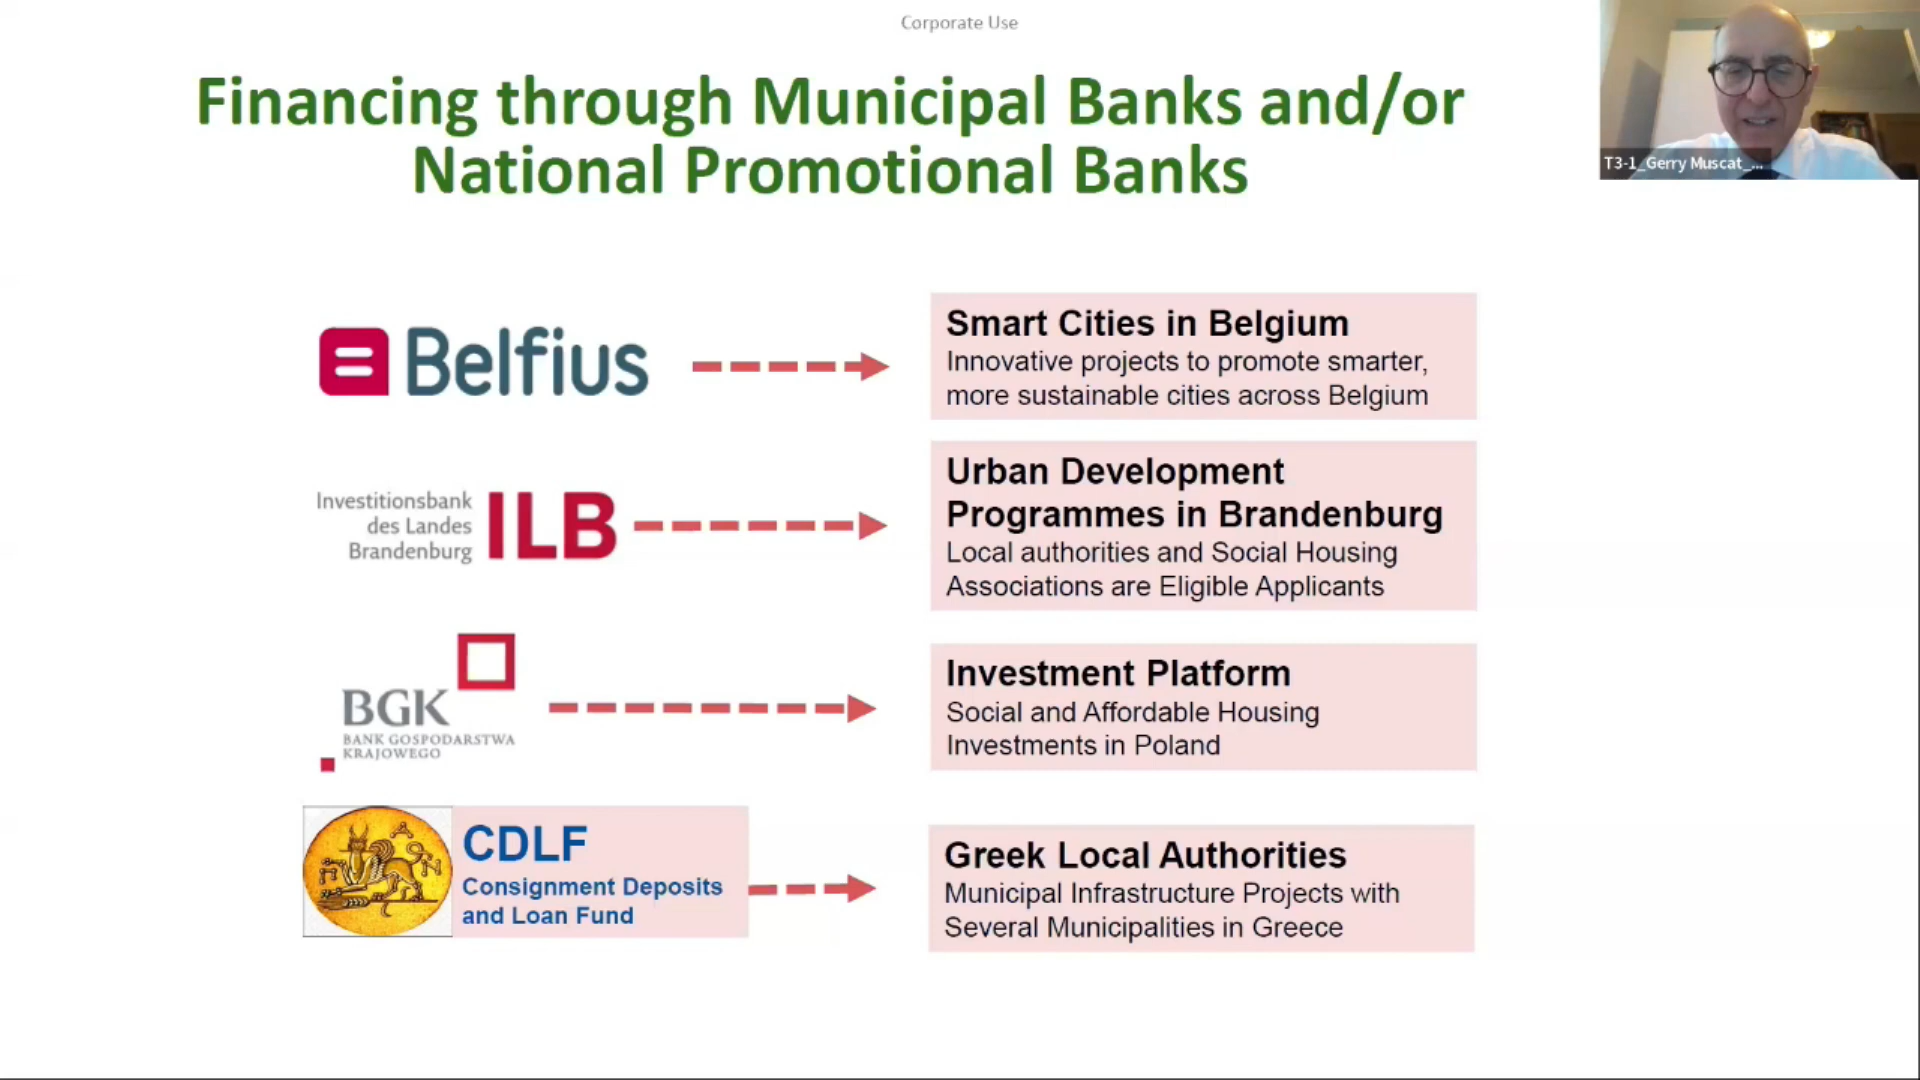 Corporate Use
Financing through Municipal Banks and/or
National Promotional Banks
T3-1_Gerry Muscat_...
Belfius
Smart Cities in Belgium
Innovative projects to promote smarter,
more sustainable cities across Belgium
Investitionsbank
des Landes
Brandenburg
ILB
Urban Development
Programmes in Brandenburg
Local authorities and Social Housing
Associations are Eligible Applicants
BGK
BANK GOSPODARSTWA
KRAJOWEGO
Investment Platform
Social and Affordable Housing
Investments in Poland
CDLF
Consignment Deposits
and Loan Fund
Greek Local Authorities
Municipal Infrastructure Projects with
Several Municipalities in Greece